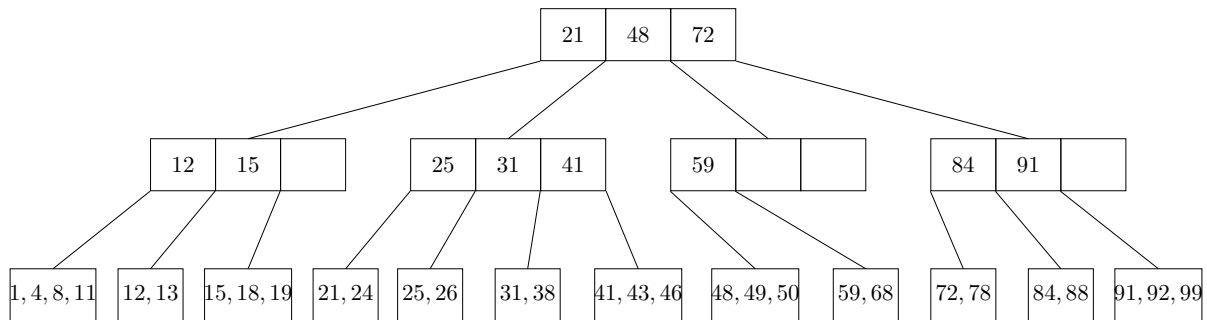 21 48 72
12 15 25 31 41 59 84 91
1, 4, 8, 11 12, 13 15, 18, 19 21, 24 25, 26 31, 38 41, 43, 46 48, 49, 50 59, 68 72, 78 84, 88 91, 92, 99